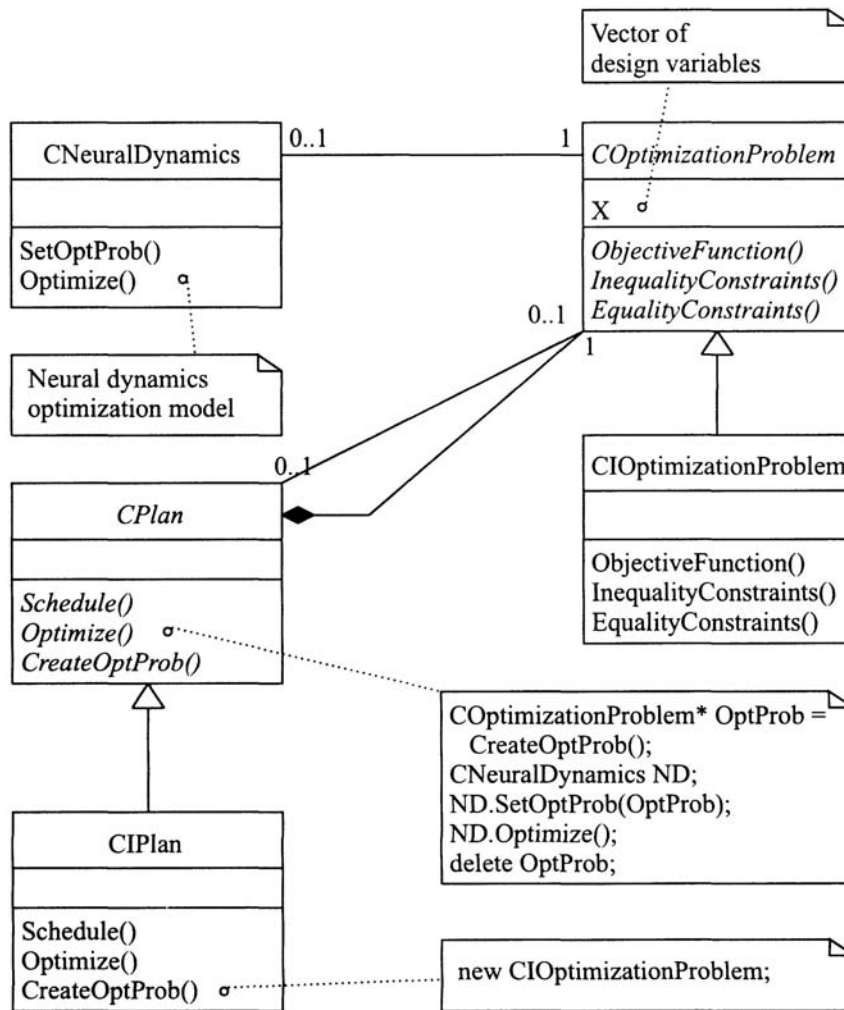 Vector of
design variables
CNeuralDynamics
0..1
1
COptimizationProblem
X
SetOptProb()
Optimize()
ObjectiveFunction()
InequalityConstraints()
EqualityConstraints()
0..1
1
Neural dynamics
optimization model
0..1
CPlan
CIOptimizationProblem
Schedule()
Optimize()
CreateOptProb()
ObjectiveFunction()
InequalityConstraints()
EqualityConstraints()
COptimizationProblem* OptProb =
CreateOptProb();
CNeuralDynamics ND;
ND.SetOptProb(OptProb);
ND.Optimize();
delete OptProb;
CIPlan
Schedule()
Optimize()
CreateOptProb()
new CIOptimizationProblem;